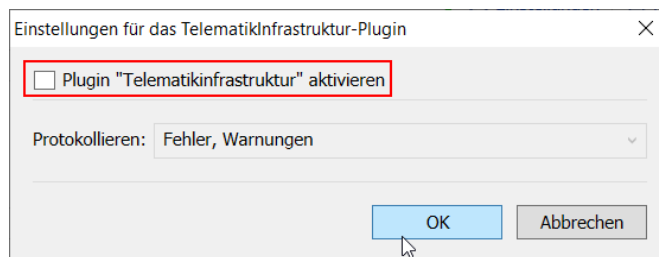 Einstellungen für das TelematikInfrastruktur-Plugin
Plugin "Telematikinfrastruktur" aktivieren
Protokollieren: Fehler, Warnungen
OK Abbrechen